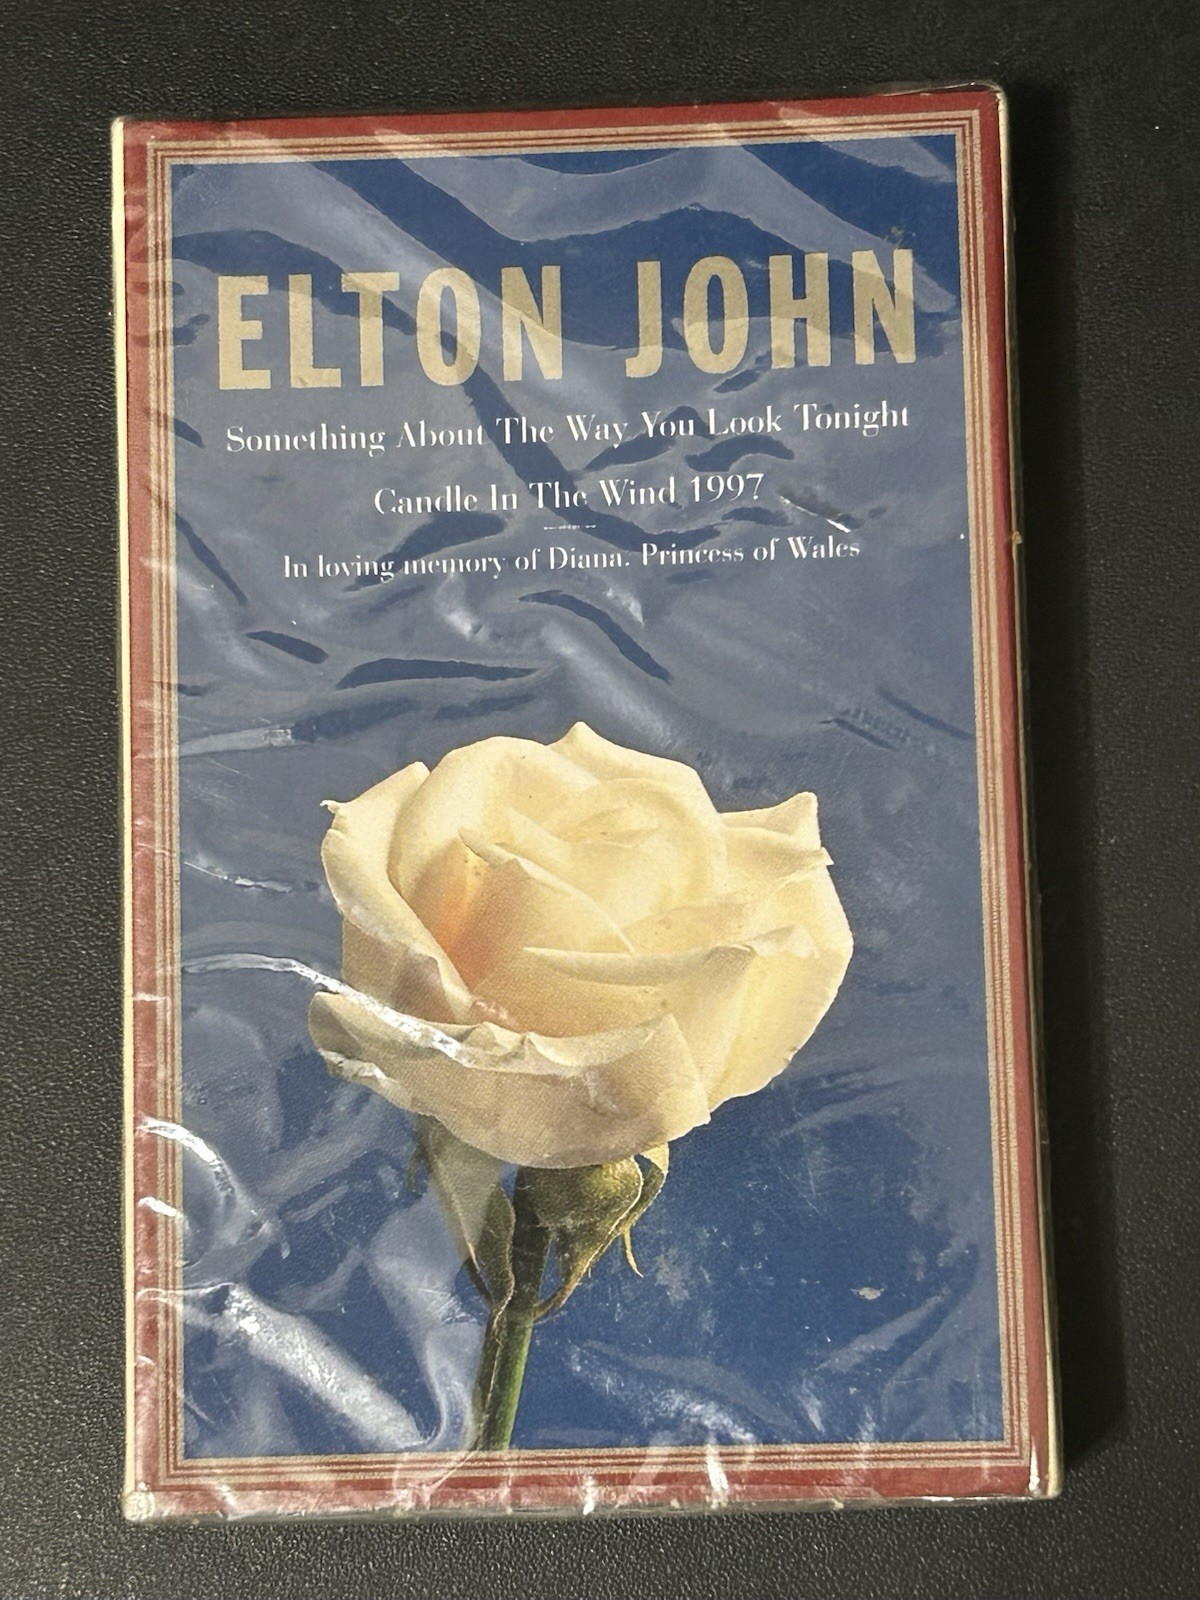 ELTON JOHN
Something About The Way You Look Tonight
Candle In The Wind 1997
In loving memory of Diana, Princess of Wales